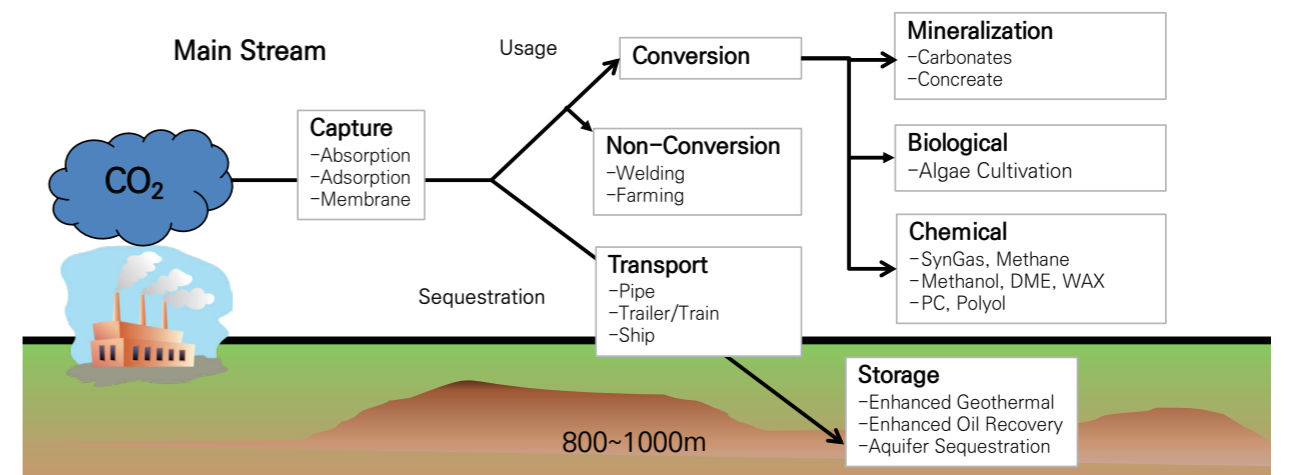 Main Stream
CO₂
Capture
-Absorption
-Adsorption
-Membrane
Usage
Conversion
Non-Conversion
-Welding
-Farming
Mineralization
-Carbonates
-Concreate
Biological
-Algae Cultivation
Chemical
-SynGas, Methane
-Methanol, DME, WAX
-PC, Polyol
Sequestration
Transport
-Pipe
-Trailer/Train
-Ship
Storage
-Enhanced Geothermal
-Enhanced Oil Recovery
-Aquifer Sequestration
800~1000m